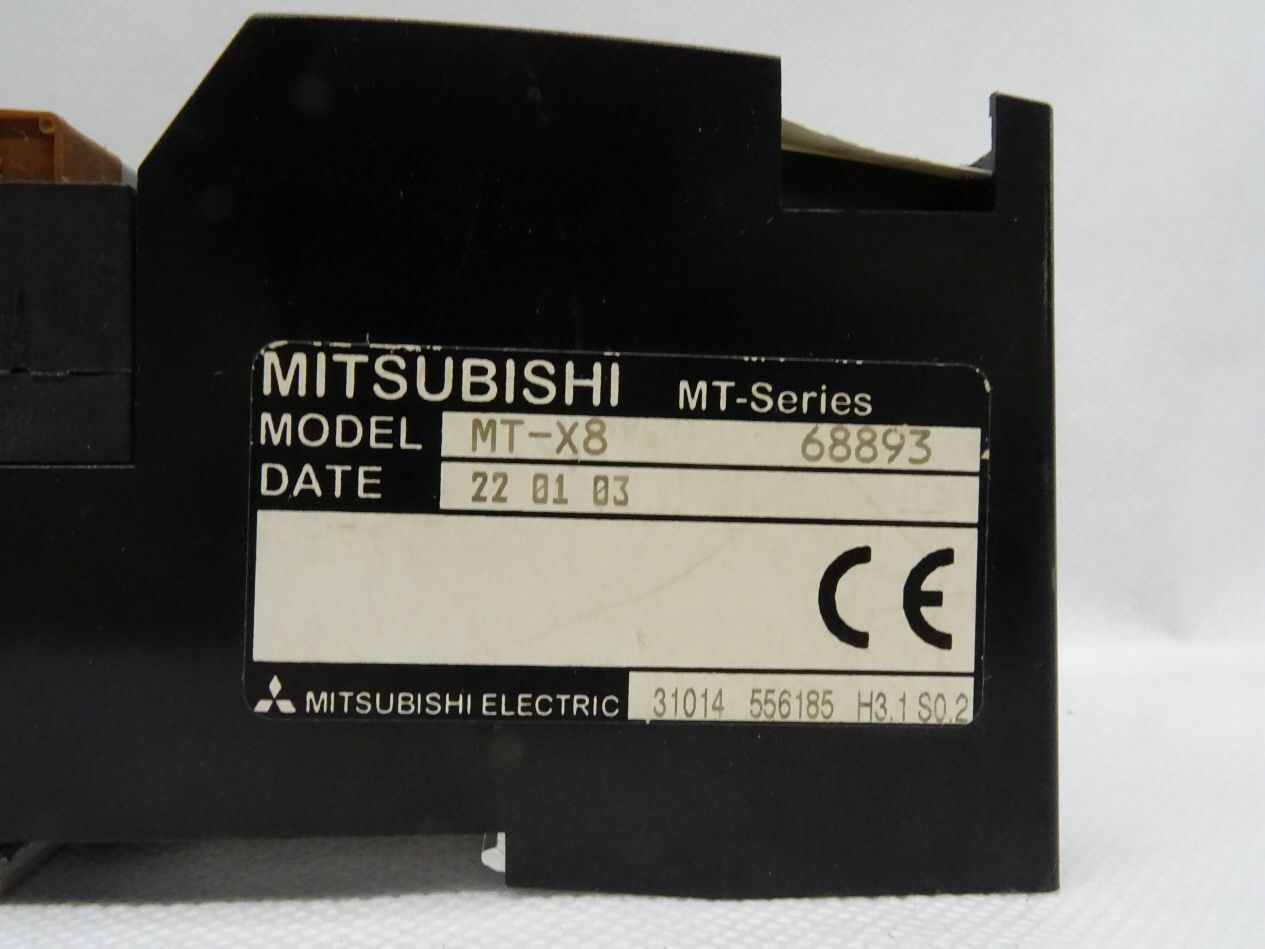 MITSUBISHI MT-Series
MODEL MT-X8 68893
DATE 22 01 03
CE
MITSUBISHI ELECTRIC 31014 556185 H3.1 S0.2